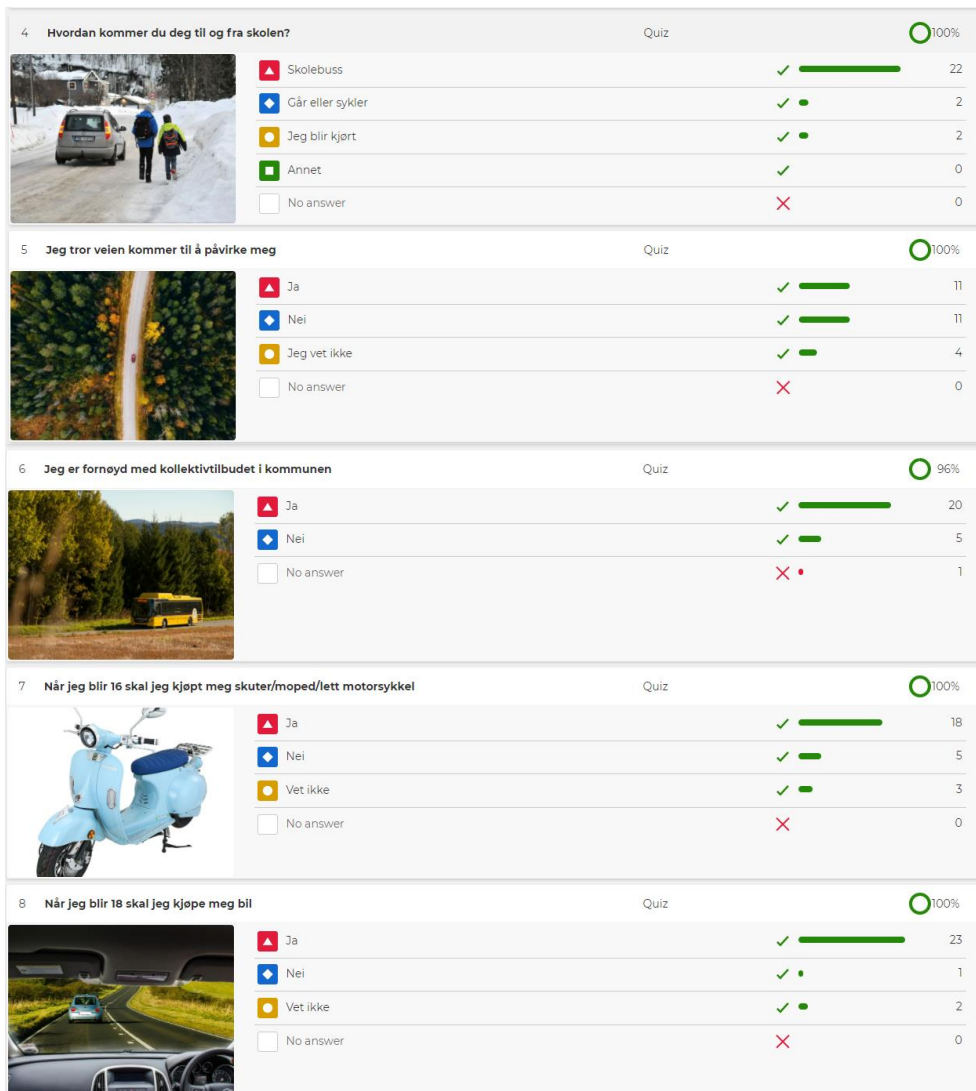 4 Hvordan kommer du deg til og fra skolen? Quiz 100%
Skolebuss 22
Går eller sykler 2
Jeg blir kjørt 2
Annet 0
No answer 0
5 Jeg tror veien kommer til å påvirke meg Quiz 100%
Ja 11
Nei 11
Jeg vet ikke 4
No answer 0
6 Jeg er fornøyd med kollektivtilbudet i kommunen Quiz 96%
Ja 20
Nei 5
No answer 1
7 Når jeg blir 16 skal jeg kjøpt meg skuter/moped/lett motorsykkel Quiz 100%
Ja 18
Nei 5
Vet ikke 3
No answer 0
8 Når jeg blir 18 skal jeg kjøpe meg bil Quiz 100%
Ja 23
Nei 1
Vet ikke 2
No answer 0